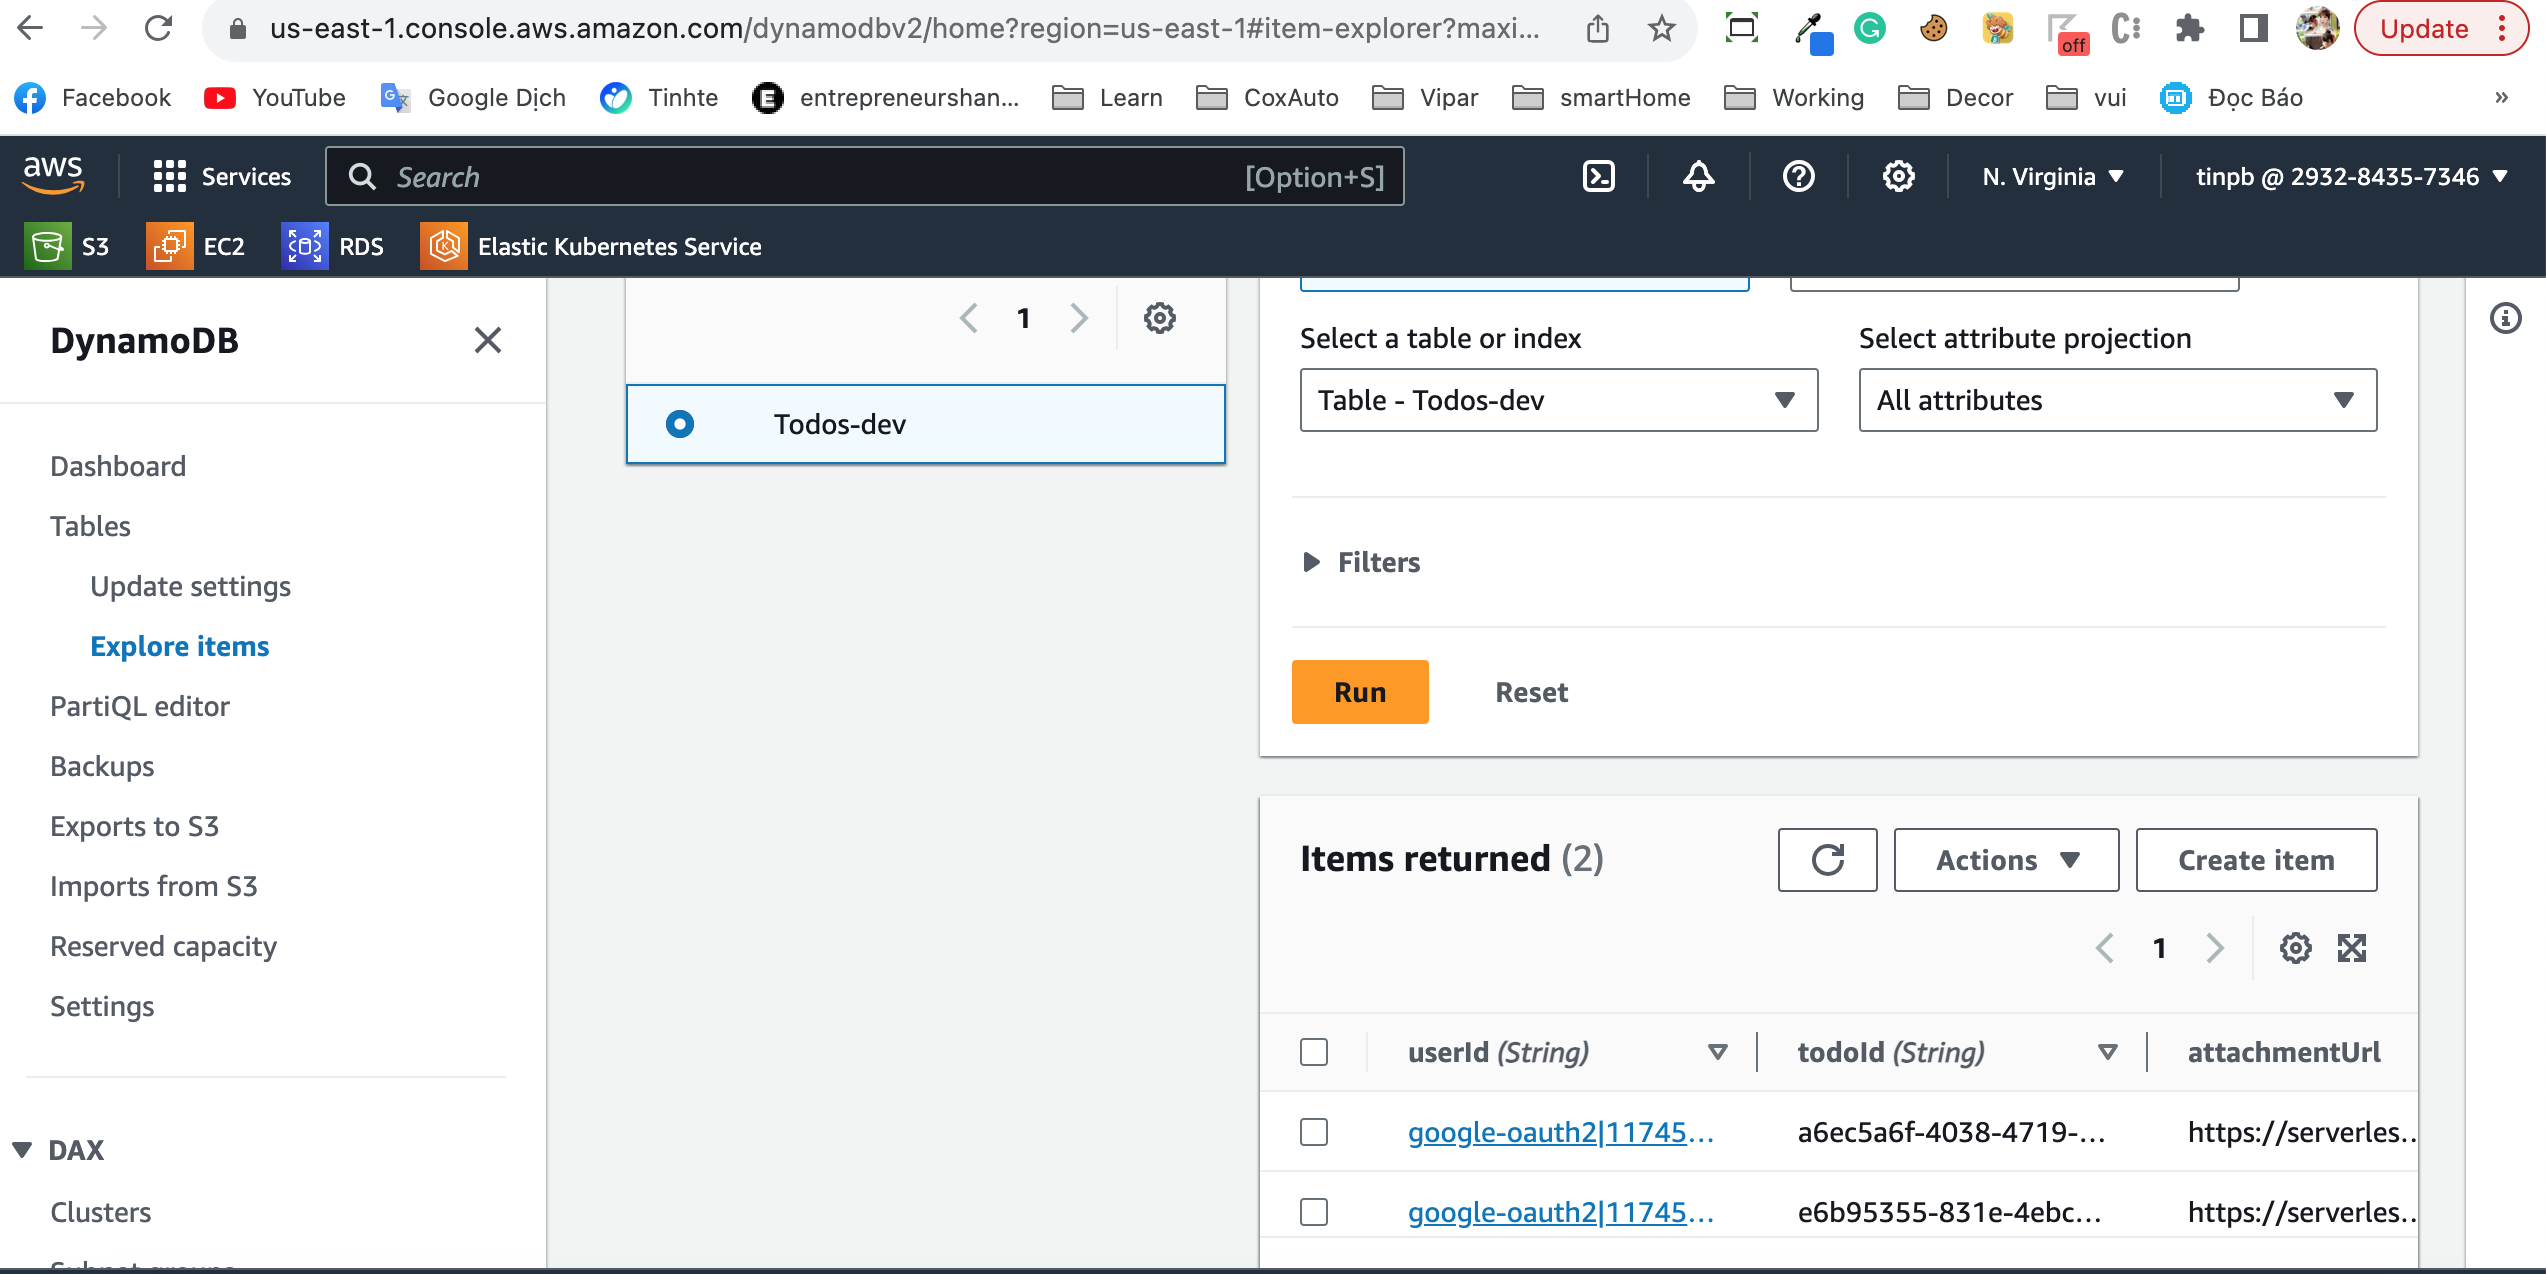 us-east-1.console.aws.amazon.com/dynamodbv2/home?region=us-east-1#item-explorer?maxi...
off
Update
Facebook
YouTube
Google Dịch
Tinhte
entrepreneurshan...
Learn
CoxAuto
Vipar
smartHome
Working
Decor
vui
Đọc Báo
»
aws
Services
Search
[Option+S]
N. Virginia
tinpb @ 2932-8435-7346
S3
EC2
RDS
Elastic Kubernetes Service
DynamoDB
Dashboard
Tables
Update settings
Explore items
PartiQL editor
Backups
Exports to S3
Imports from S3
Reserved capacity
Settings
DAX
Clusters
Subnet groups
1
Todos-dev
Select a table or index
Table - Todos-dev
Select attribute projection
All attributes
Filters
Run
Reset
Items returned (2)
Actions
Create item
1
userId (String)
todoId (String)
attachmentUrl
google-oauth2|11745...
a6ec5a6f-4038-4719-...
https://serverles...
google-oauth2|11745...
e6b95355-831e-4ebc...
https://serverles...